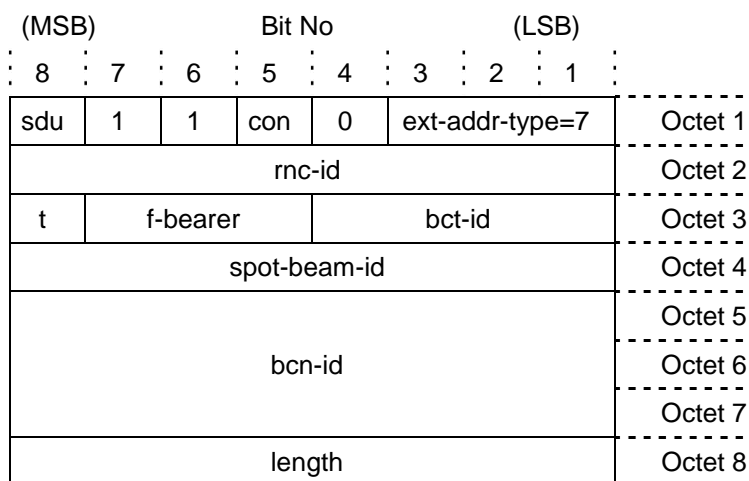 (MSB) Bit No (LSB)
8 7 6 5 4 3 2 1
sdu 1 1 con 0 ext-addr-type=7 Octet 1
rnc-id Octet 2
t f-bearer bct-id Octet 3
spot-beam-id Octet 4
Octet 5
bcn-id Octet 6
Octet 7
length Octet 8